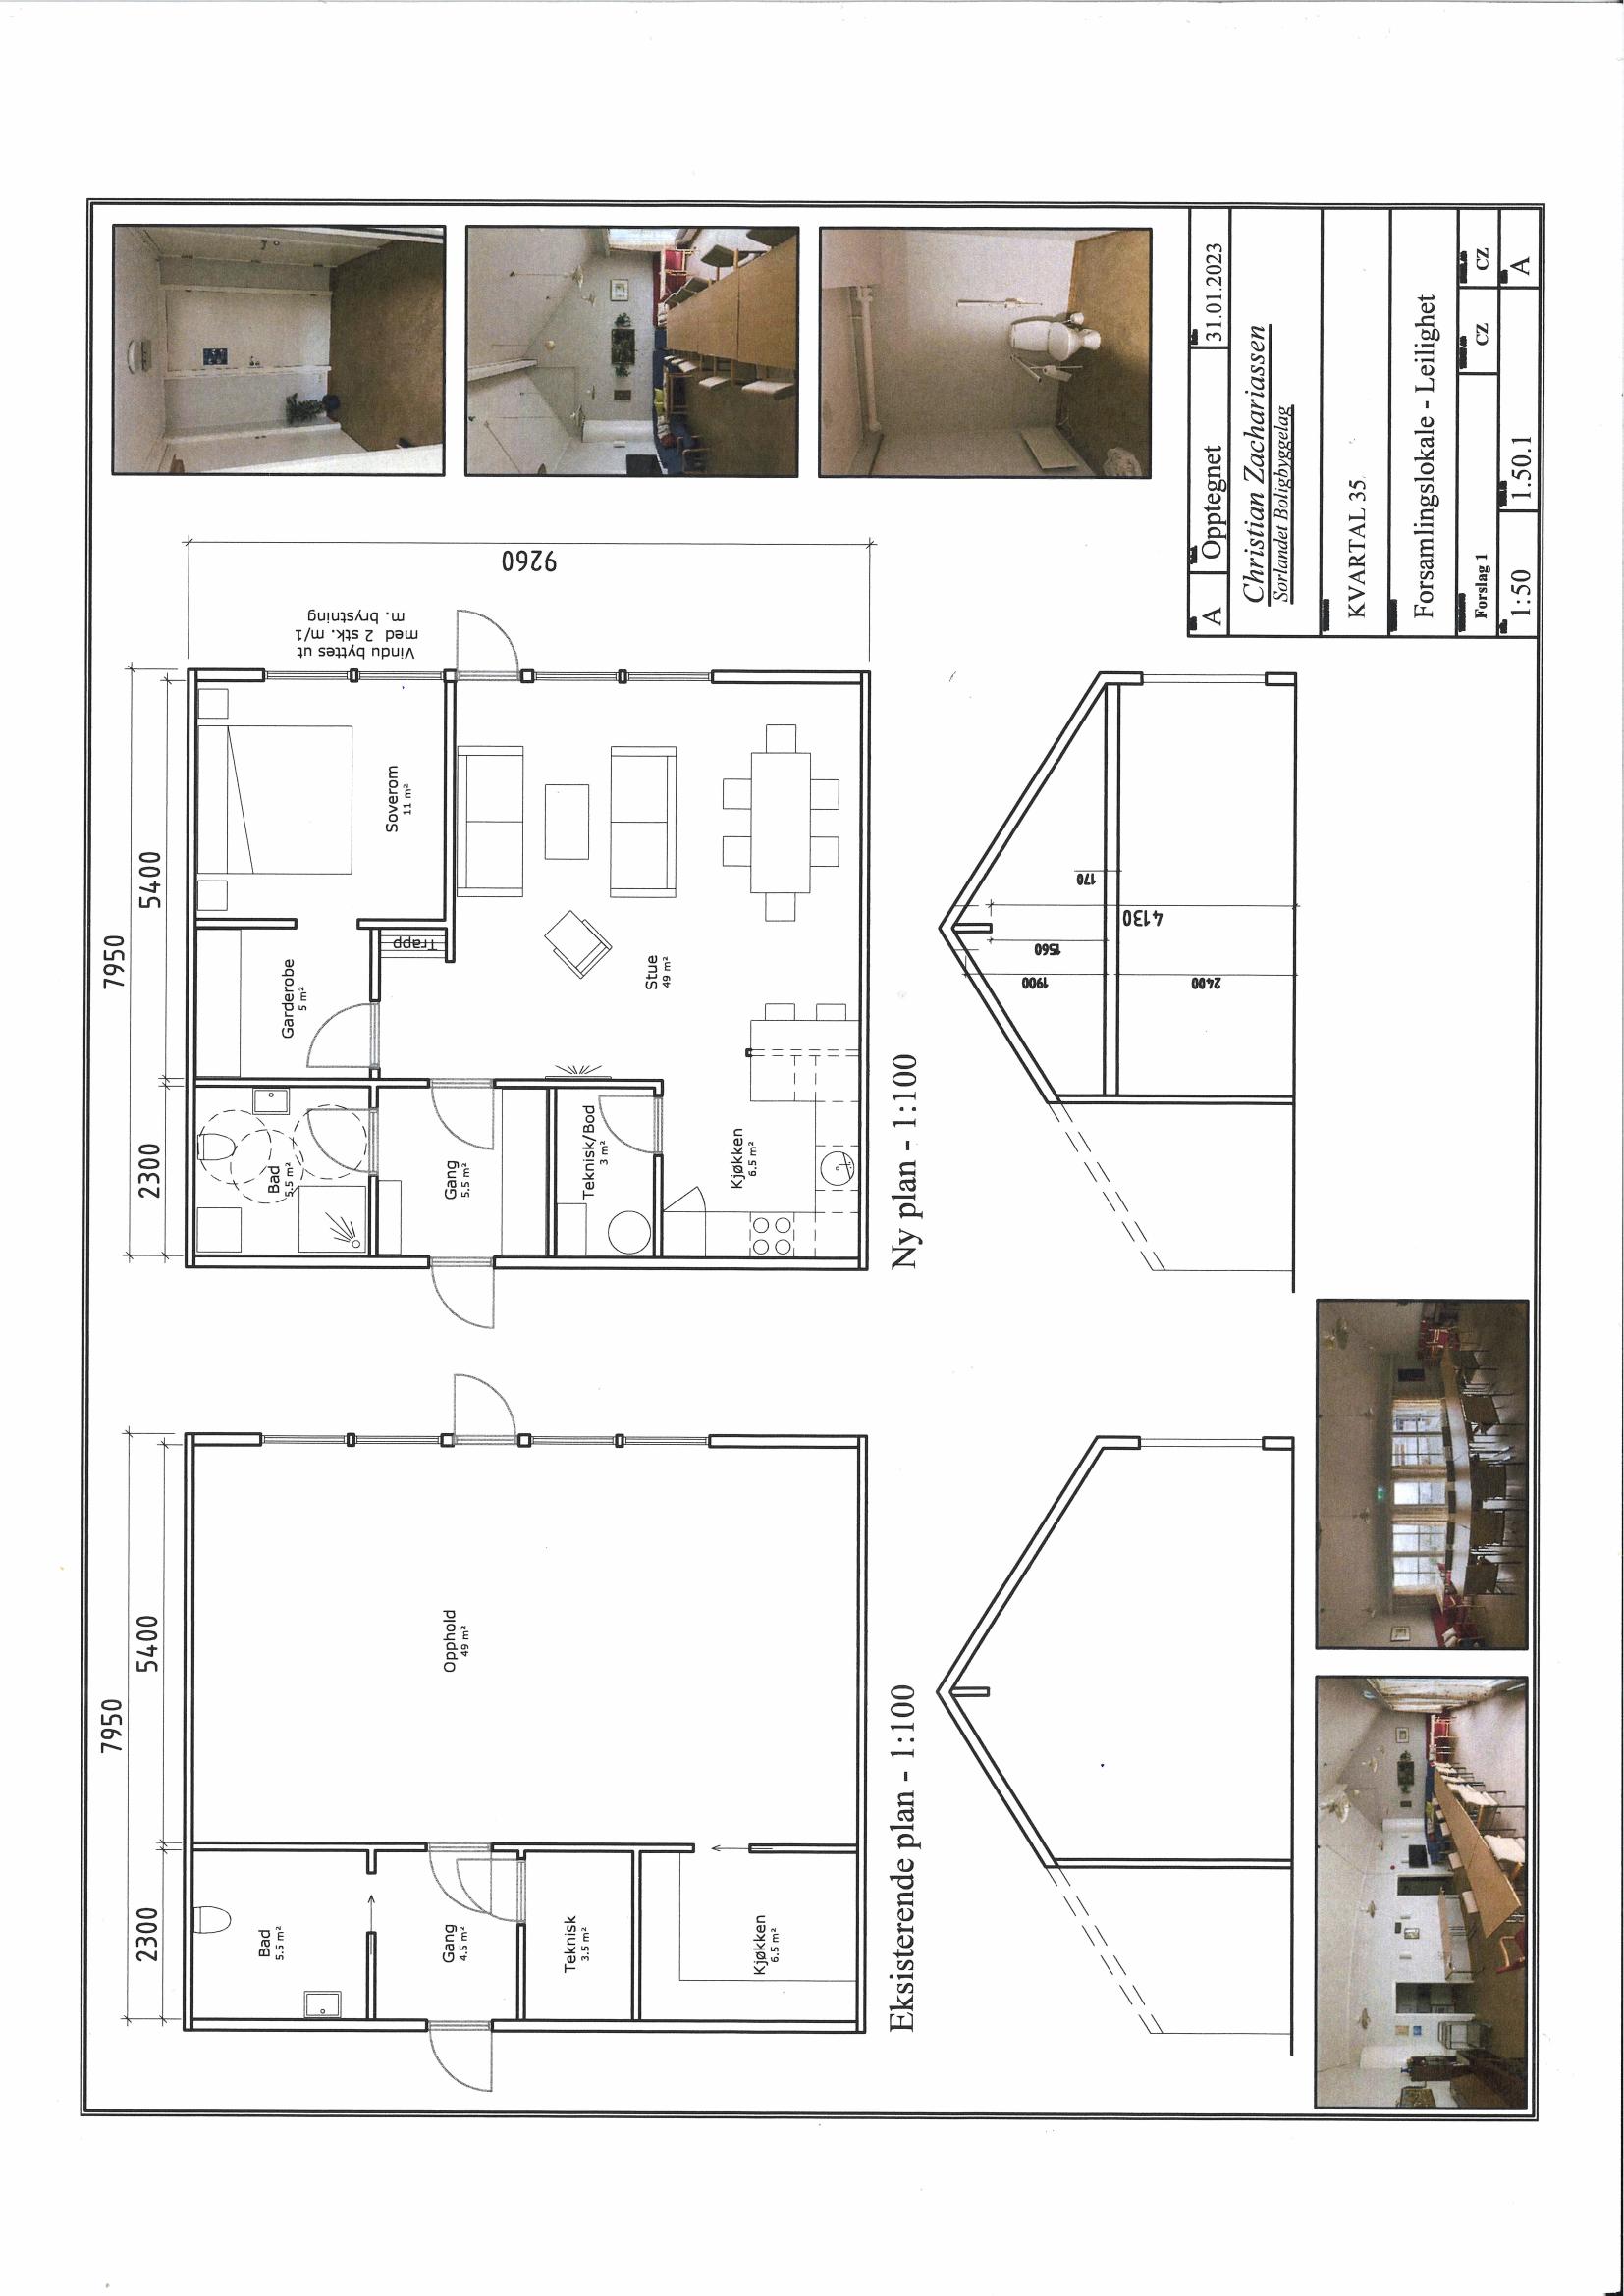 7950
2300
5400
Bad
5.5 m²
Gang
4.5 m²
Teknisk
3.5 m²
Kjøkken
6.5 m²
Opphold
49 m²
Eksisterende plan - 1:100
7950
2300
5400
9260
Bad
5.5 m²
Garderobe
5 m²
Soverom
11 m²
Vindu byttes ut
med 2 stk. m/1
m. brystning
Gang
5.5 m²
Trapp
Teknisk/Bod
3 m²
Stue
49 m²
Kjøkken
6.5 m²
Ny plan - 1:100
1900
1560
170
4130
2400
A
Opptegnet
31.01.2023
Christian Zachariassen
Sørlandet Boligbyggelag
KVARTAL 35
Forsamlingslokale - Leilighet
Forslag 1
CZ
CZ
1:50
1.50.1
A